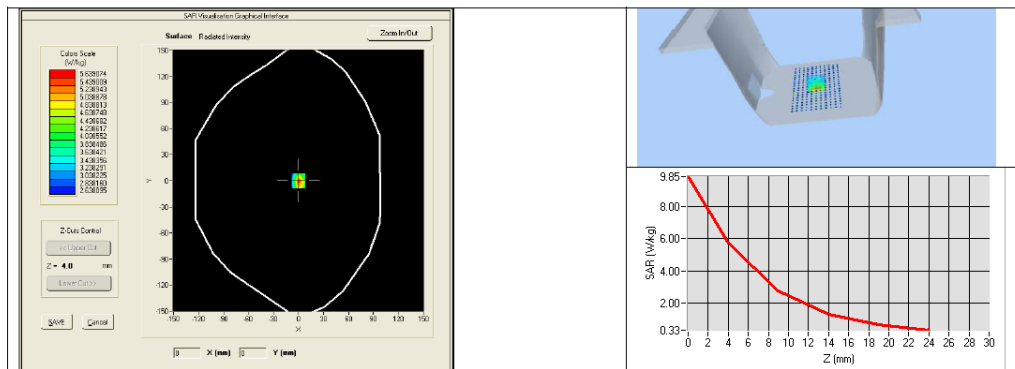 SAR Visualisation Graphical Interface
Surface Radiated Intensity
Zoom In/Out
Colors Scale
(W/kg)
5.639074
5.439009
5.238943
5.038878
4.838813
4.638748
4.438682
4.238617
4.038552
3.838486
3.638421
3.438356
3.238291
3.038225
2.838160
2.638095
Z-Cuts Control
<< Upper Cut
Z = 4.0 mm
Lower Cut >>
SAVE
Cancel
150
120
90
60
30
0
-30
-60
-90
-120
-150
Y
-150 -120 -90 -60 -30 0 30 60 90 120 150
X
0 X (mm) 0 Y (mm)
9.85
8.00
6.00
4.00
2.00
0.33
SAR (W/kg)
0 2 4 6 8 10 12 14 16 18 20 22 24 26 28 30
Z (mm)